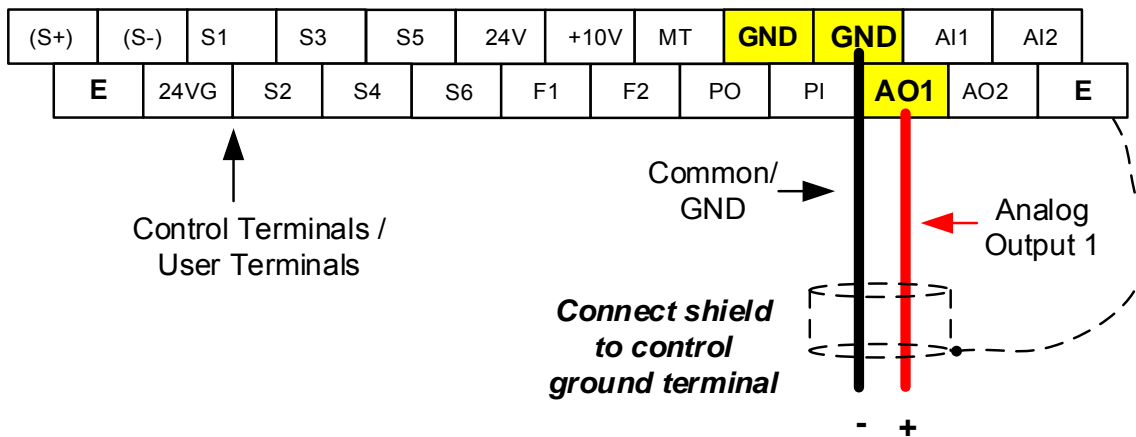 (S+) (S-) S1 S3 S5 24V +10V MT GND GND AI1 AI2
E 24VG S2 S4 S6 F1 F2 PO PI AO1 AO2 E
Control Terminals /
User Terminals
Common/
GND
Analog
Output 1
Connect shield
to control
ground terminal
- +